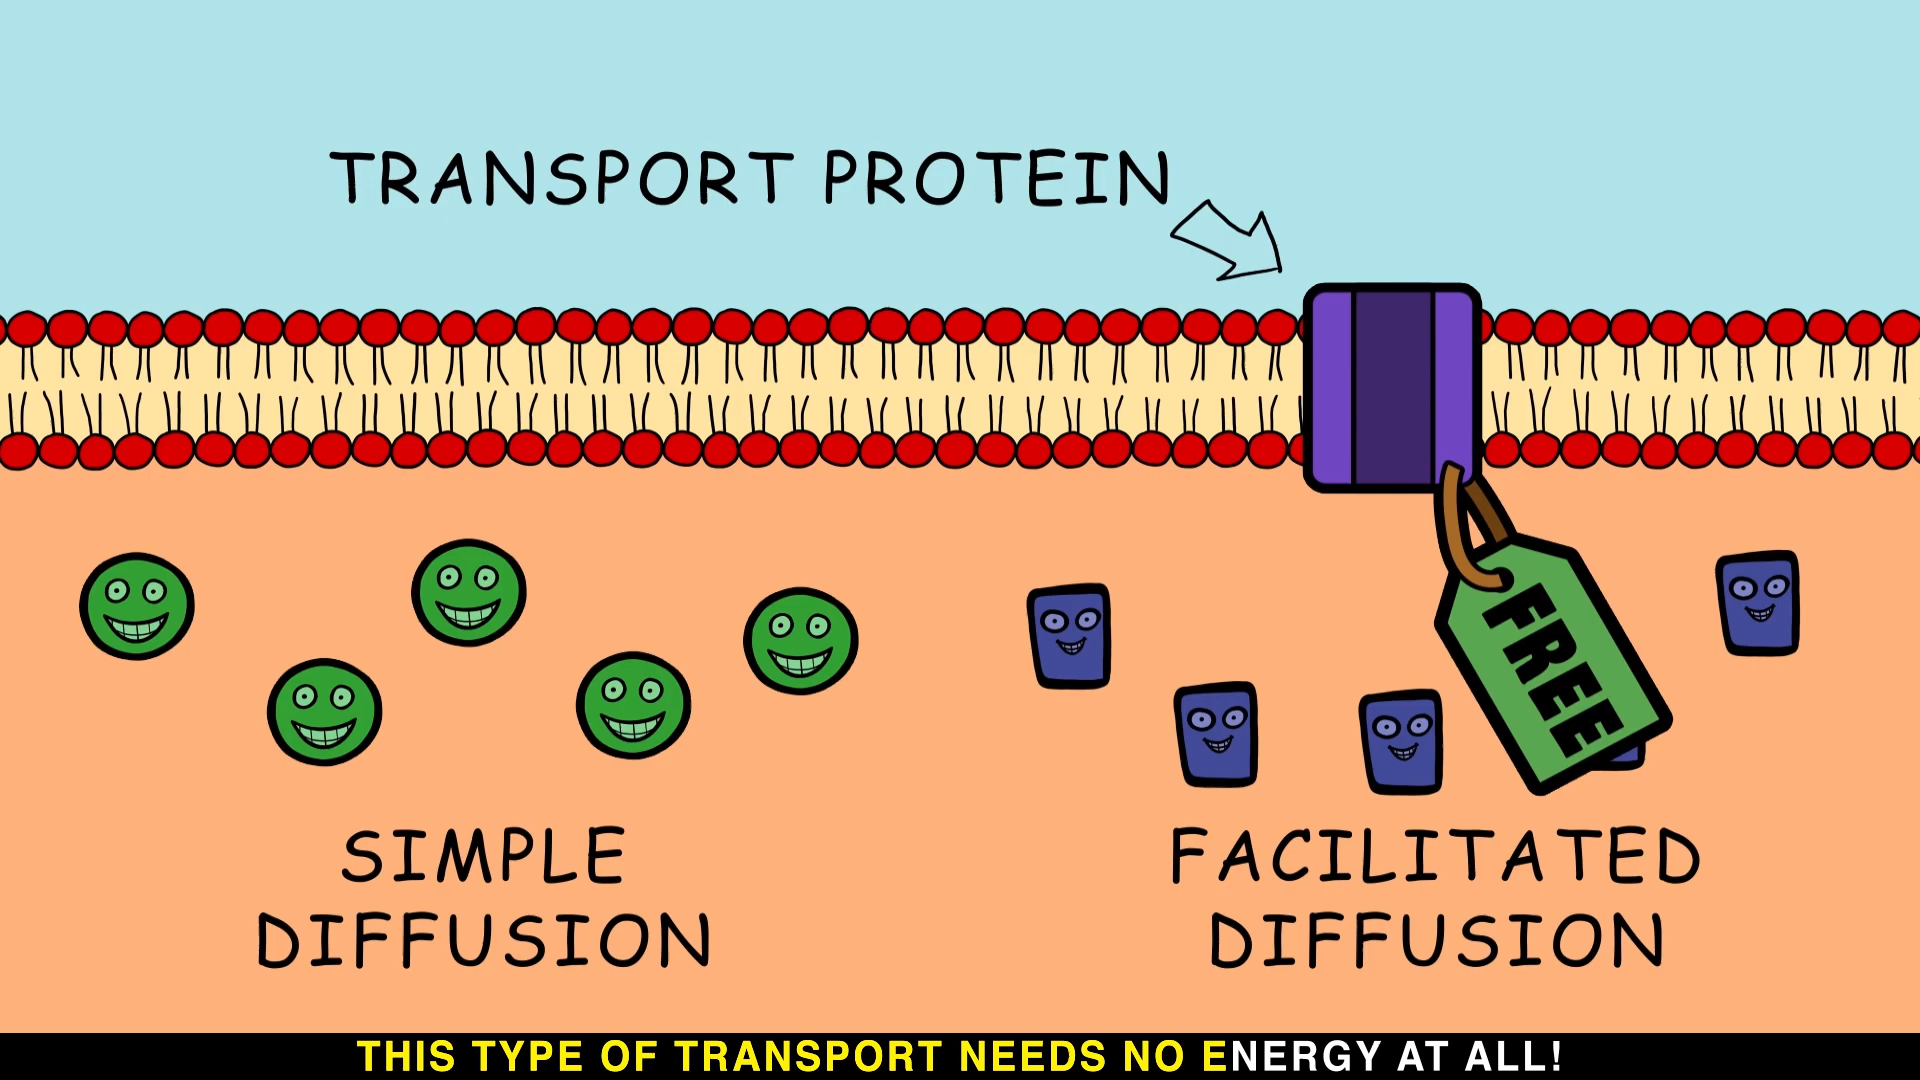 TRANSPORT PROTEIN
FREE
SIMPLE
DIFFUSION
FACILITATED
DIFFUSION
THIS TYPE OF TRANSPORT NEEDS NO ENERGY AT ALL!